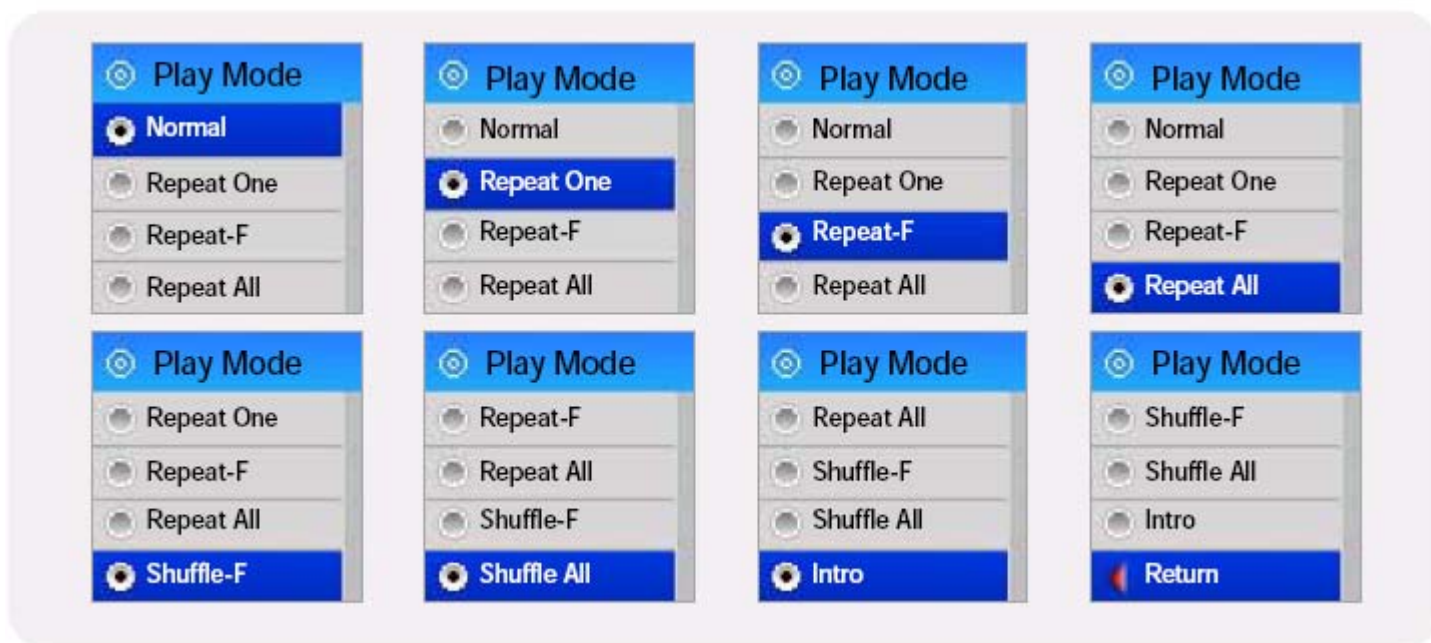 Play Mode
Normal
Repeat One
Repeat-F
Repeat All
Play Mode
Normal
Repeat One
Repeat-F
Repeat All
Play Mode
Normal
Repeat One
Repeat-F
Repeat All
Play Mode
Normal
Repeat One
Repeat-F
Repeat All
Play Mode
Repeat One
Repeat-F
Repeat All
Shuffle-F
Play Mode
Repeat-F
Repeat All
Shuffle-F
Shuffle All
Play Mode
Repeat All
Shuffle-F
Shuffle All
Intro
Play Mode
Shuffle-F
Shuffle All
Intro
Return